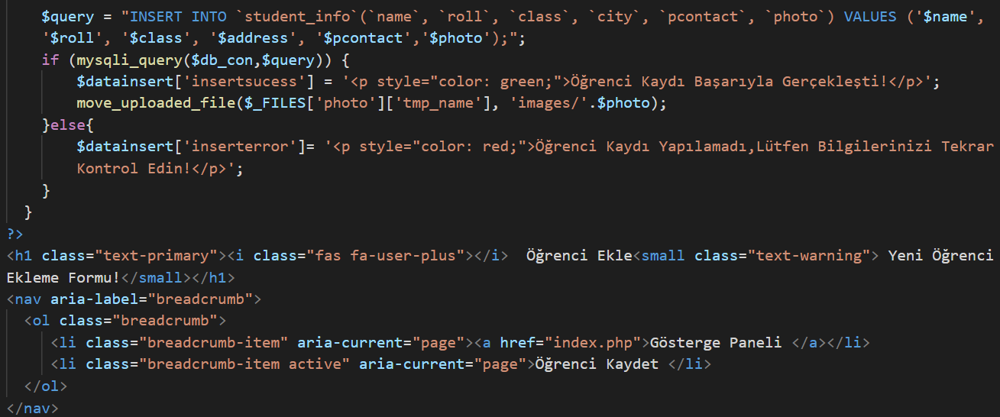 $query = "INSERT INTO `student_info`(`name`, `roll`, `class`, `city`, `pcontact`, `photo`) VALUES ('$name',
'$roll', '$class', '$address', '$pcontact','$photo');";
if (mysqli_query($db_con,$query)) {
$datainsert['insertsucess'] = '<p style="color: green;">Öğrenci Kaydı Başarıyla Gerçekleşti!</p>';
move_uploaded_file($_FILES['photo']['tmp_name'], 'images/'.$photo);
}else{
$datainsert['inserterror']= '<p style="color: red;">Öğrenci Kaydı Yapılamadı,Lütfen Bilgilerinizi Tekrar
Kontrol Edin!</p>';
}
}
?>
<h1 class="text-primary"><i class="fas fa-user-plus"></i>  Öğrenci Ekle<small class="text-warning"> Yeni Öğrenci
Ekleme Formu!</small></h1>
<nav aria-label="breadcrumb">
<ol class="breadcrumb">
<li class="breadcrumb-item" aria-current="page"><a href="index.php">Gösterge Paneli </a></li>
<li class="breadcrumb-item active" aria-current="page">Öğrenci Kaydet </li>
</ol>
</nav>